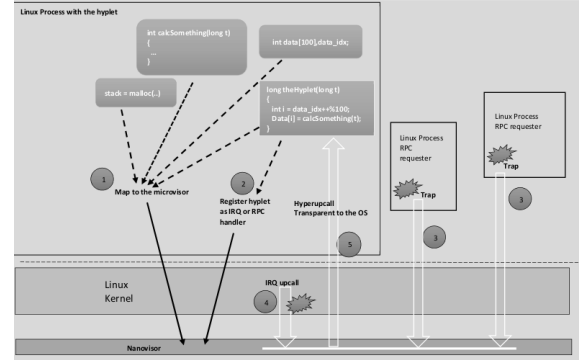 Linux Process with the hyplet
int calcSomething(long t)
{
...
}
int data[100],data_idx;
stack = malloc(..)
long theHyplet(long t)
{
int i = data_idx++%100;
Data[i] = calcSomething(t);
}
Linux Process
RPC requester
Trap
Linux Process
RPC
requester
Trap
1
Map to the microvisor
2
Register hyplet
as IRQ or RPC
handler
Hyperupcall
Transparent to the OS
3
3
5
Linux
Kernel
IRQ upcall
4
Nanovisor